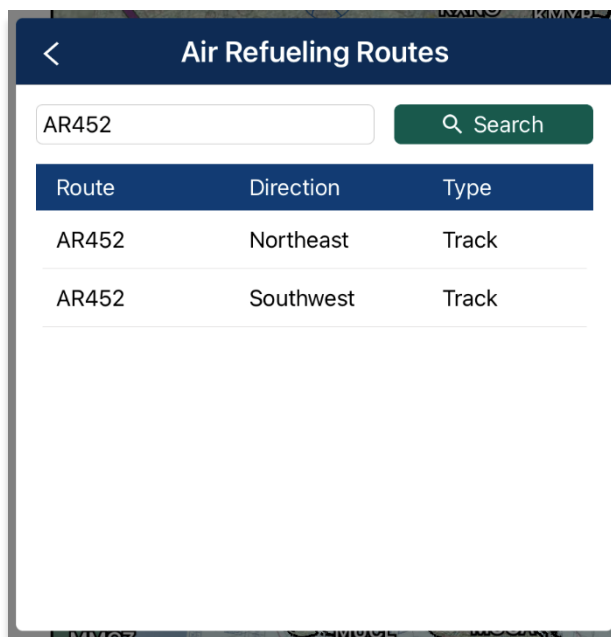 Air Refueling Routes
AR452 Search
Route Direction Type
AR452 Northeast Track
AR452 Southwest Track